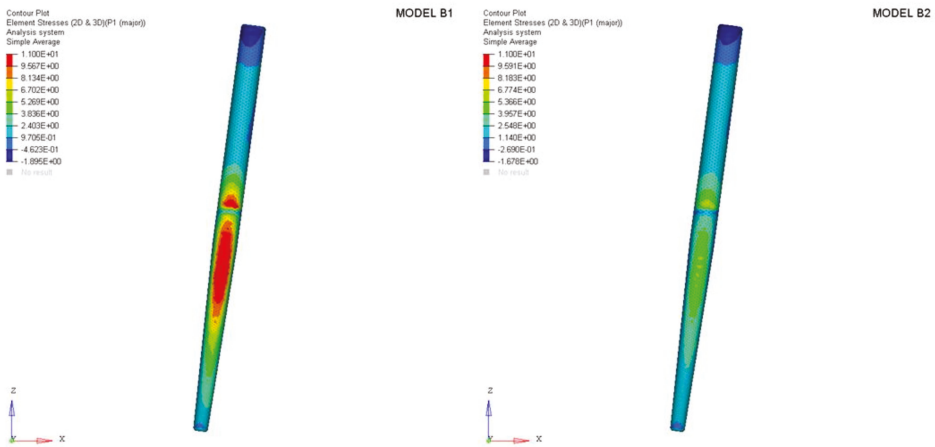 Contour Plot
Element Stresses (2D & 3D)(P1 (major))
Analysis system
Simple Average
1.100E+01
9.567E+00
8.134E+00
6.702E+00
5.269E+00
3.836E+00
2.403E+00
9.705E-01
-4.623E-01
-1.895E+00
No result
MODEL B1
Z
Y
X
Contour Plot
Element Stresses (2D & 3D)(P1 (major))
Analysis system
Simple Average
1.100E+01
9.591E+00
8.183E+00
6.774E+00
5.366E+00
3.957E+00
2.548E+00
1.140E+00
-2.690E-01
-1.678E+00
No result
MODEL B2
Z
Y
X